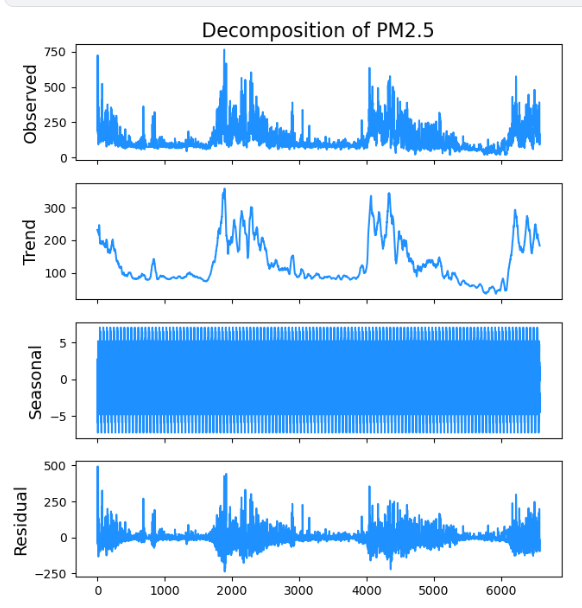 Decomposition of PM2.5
Observed
750
500
250
0
Trend
300
200
100
Seasonal
5
0
−5
Residual
500
250
0
−250
0 1000 2000 3000 4000 5000 6000